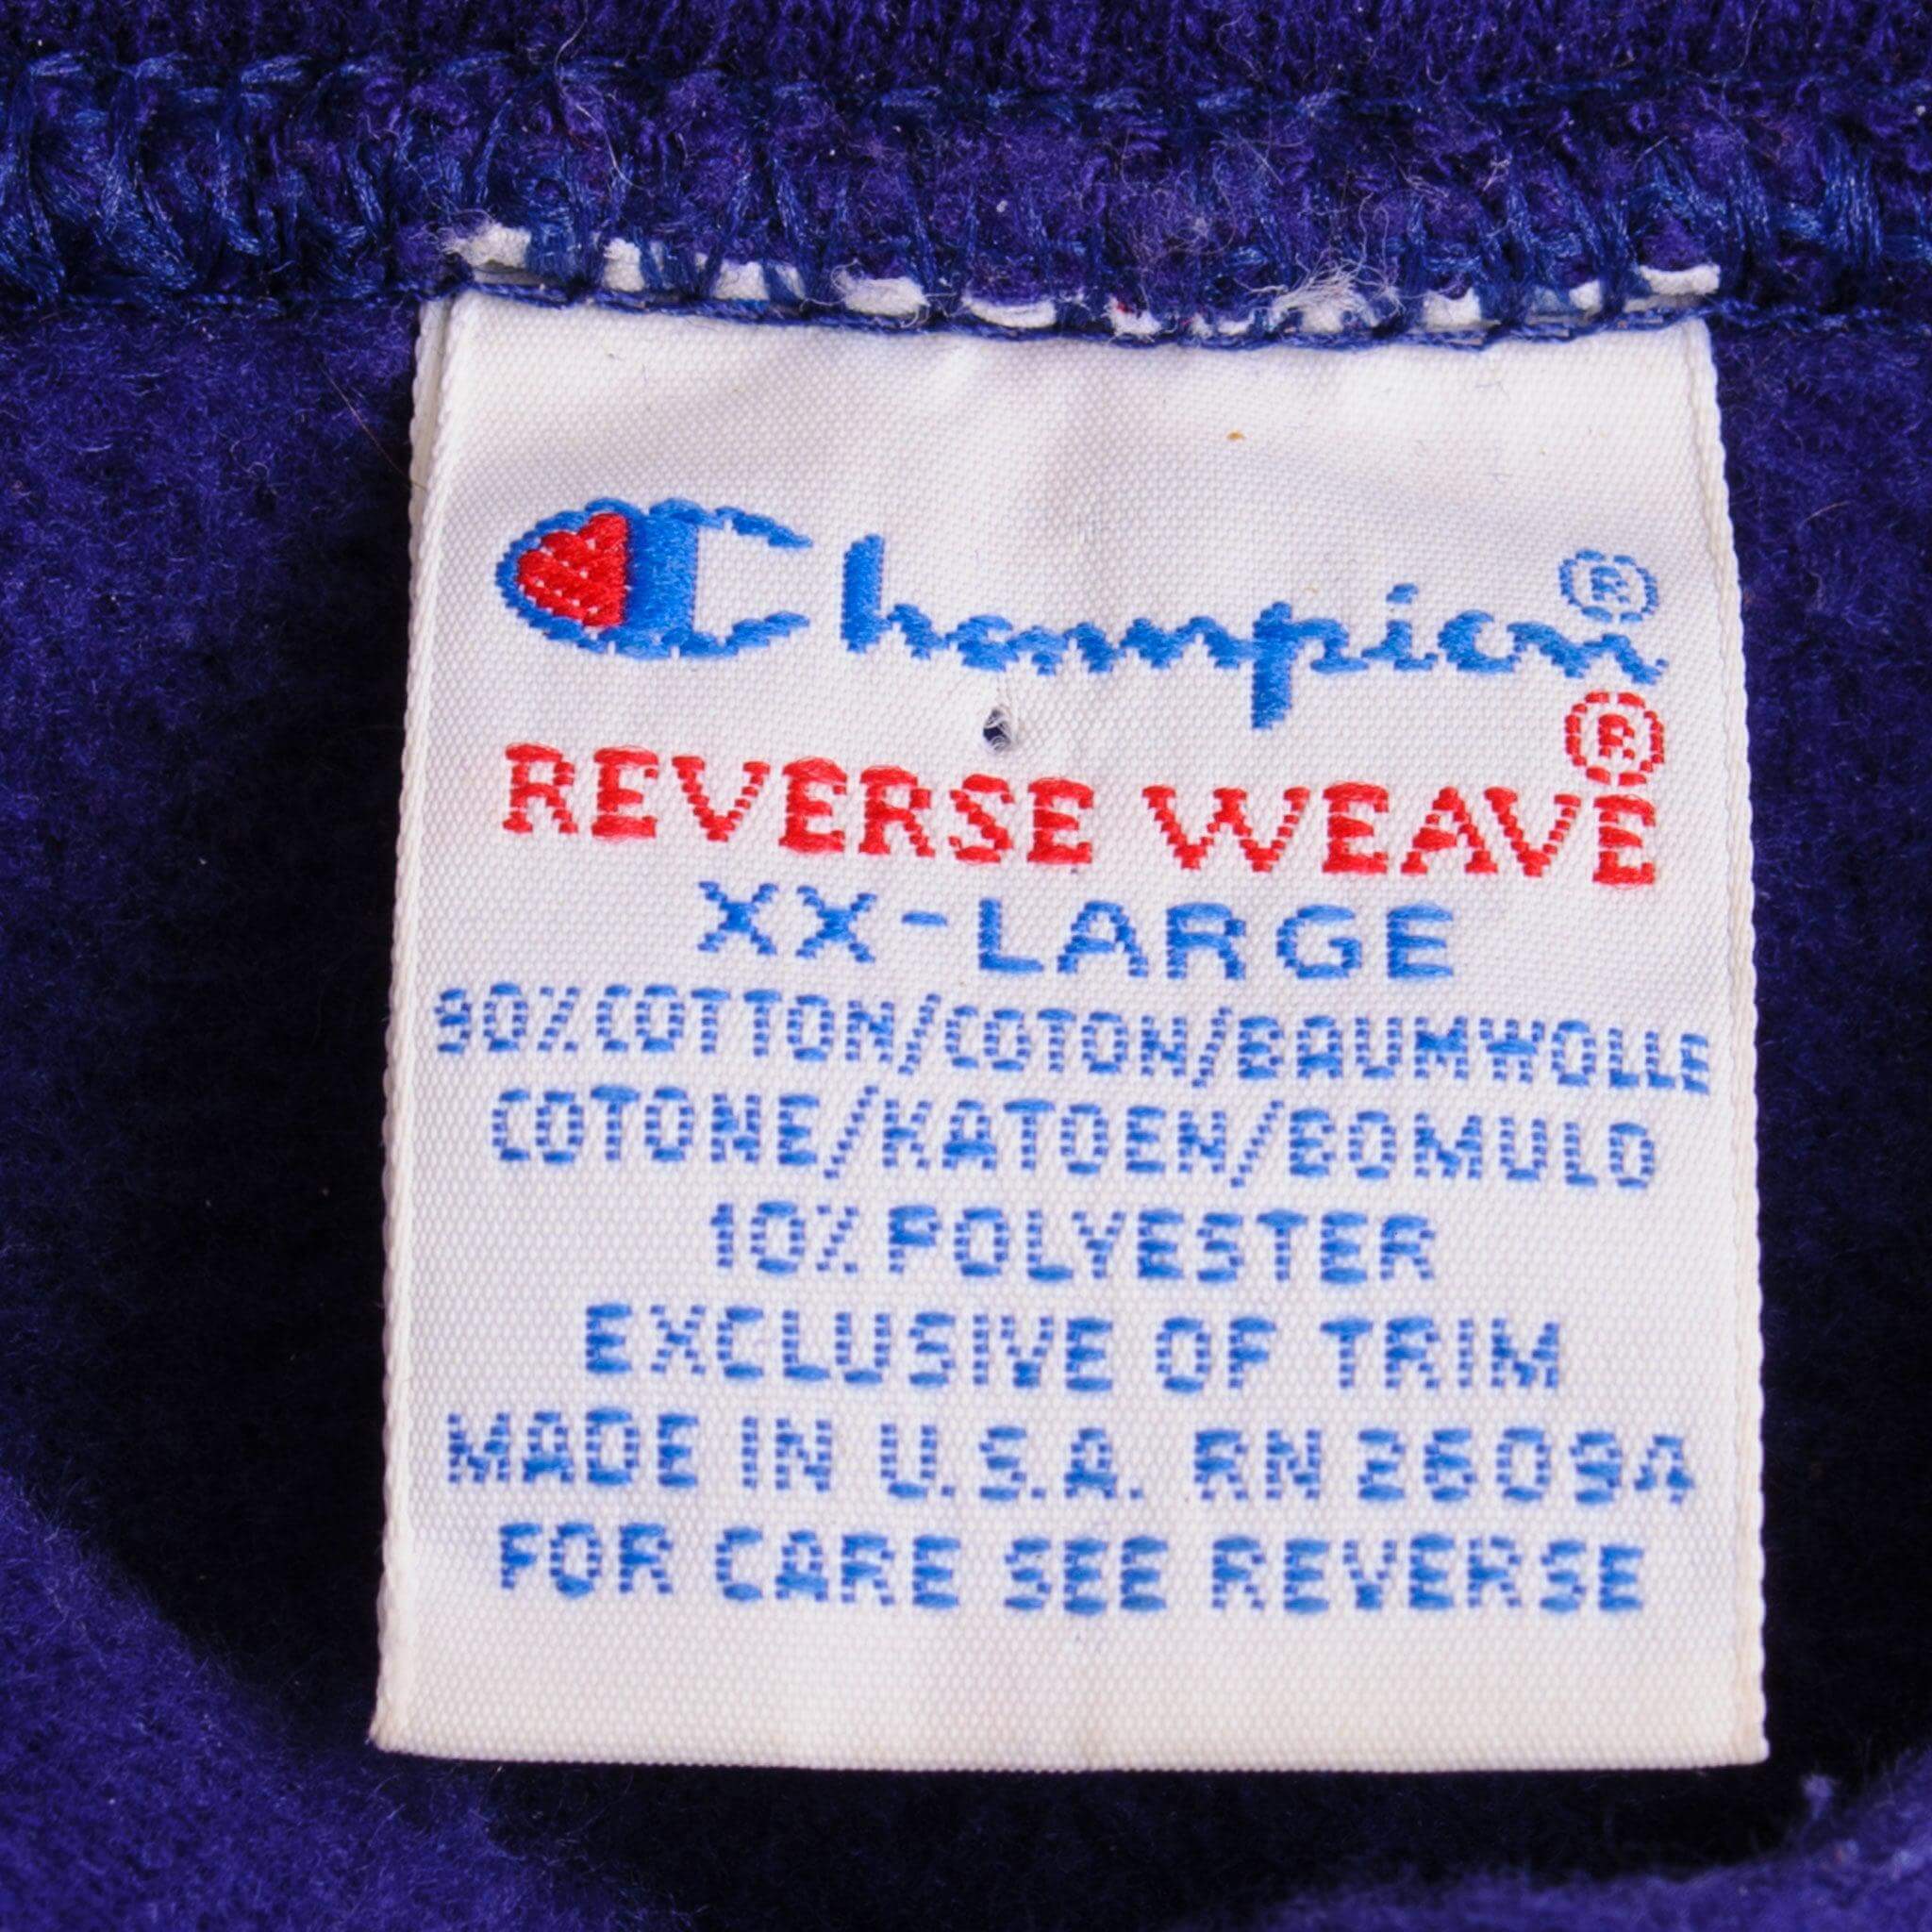 Champion®
REVERSE WEAVE®
XX-LARGE
90% COTTON/COTON/BAUMWOLLE
COTONE/KATOEN/BOMULD
10% POLYESTER
EXCLUSIVE OF TRIM
MADE IN U.S.A. RN 26094
FOR CARE SEE REVERSE